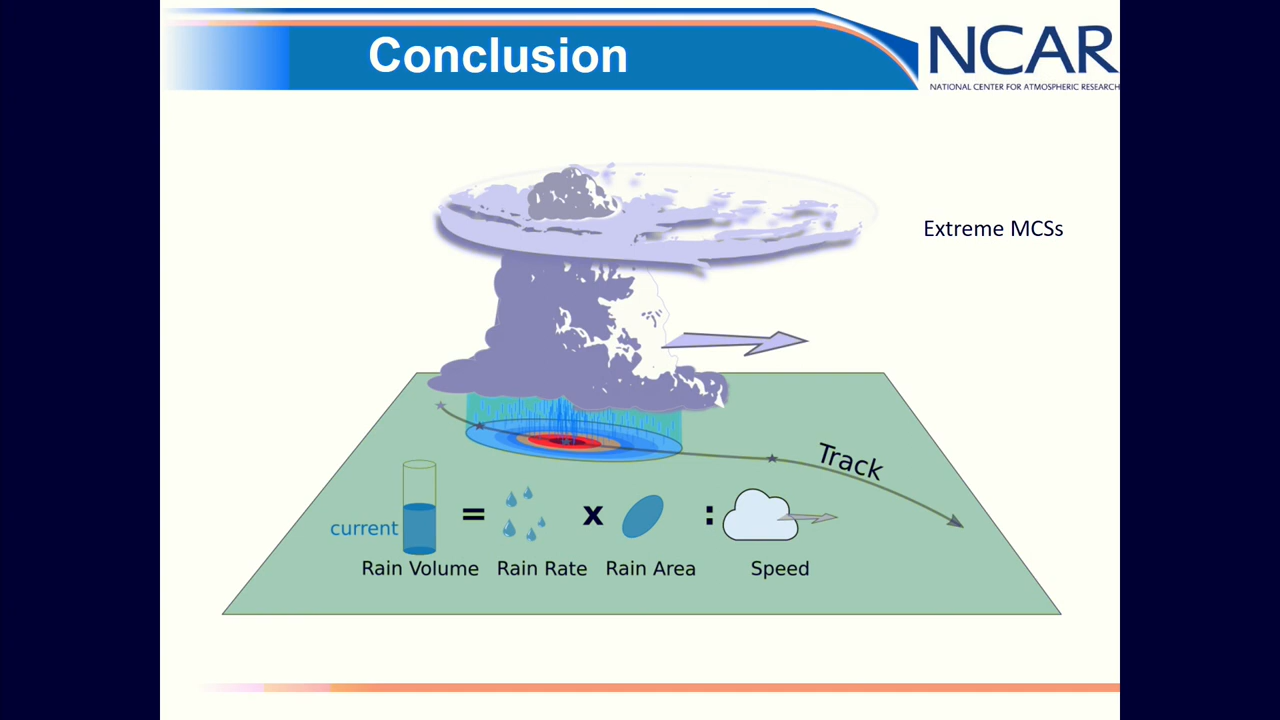 Conclusion
NCAR
NATIONAL CENTER FOR ATMOSPHERIC RESEARCH
Extreme MCSs
Track
current = x :
Rain Volume Rain Rate Rain Area Speed